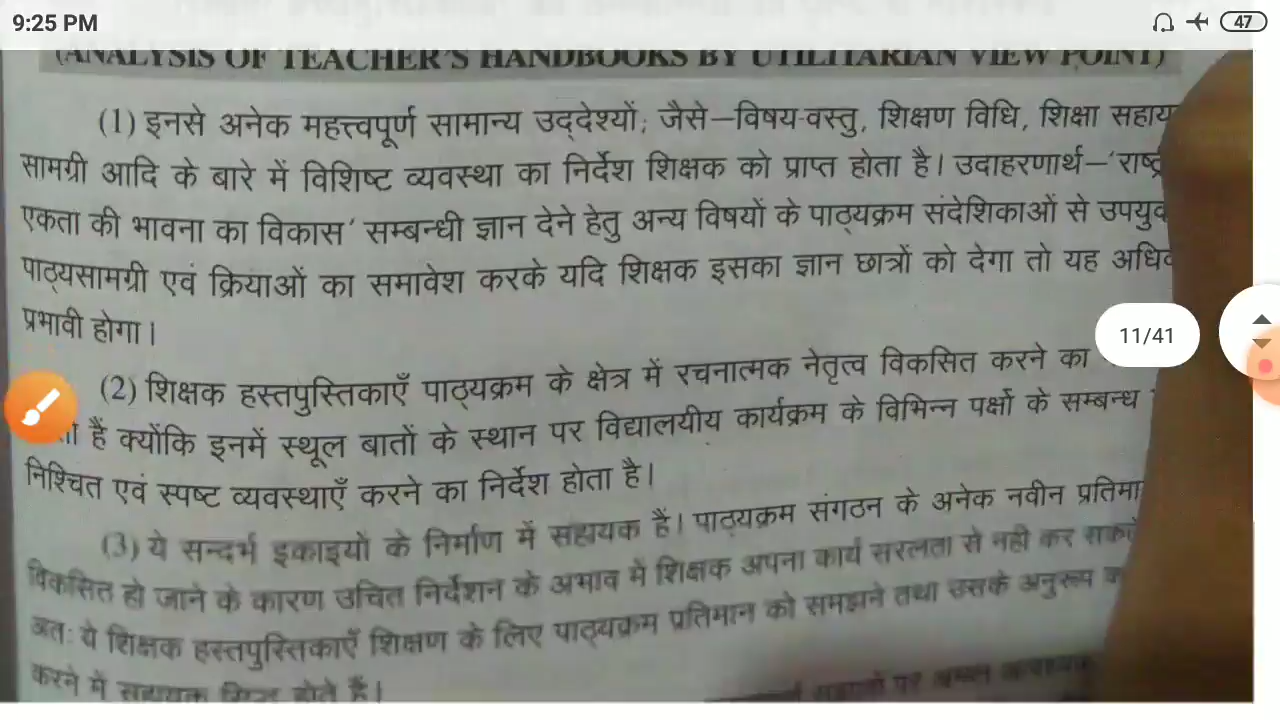 9:25 PM
47
(ANALYSIS OF TEACHER'S HANDBOOKS BY UTILITARIAN VIEW POINT)
(1) इनसे अनेक महत्त्वपूर्ण सामान्य उद्देश्यों; जैसे–विषय-वस्तु, शिक्षण विधि, शिक्षा सहाय
सामग्री आदि के बारे में विशिष्ट व्यवस्था का निर्देश शिक्षक को प्राप्त होता है। उदाहरणार्थ–'राष्ट्र
एकता की भावना का विकास' सम्बन्धी ज्ञान देने हेतु अन्य विषयों के पाठ्यक्रम संदेशिकाओं से उपयुक्
पाठ्यसामग्री एवं क्रियाओं का समावेश करके यदि शिक्षक इसका ज्ञान छात्रों को देगा तो यह अधि
प्रभावी होगा।
11/41
(2) शिक्षक हस्तपुस्तिकाएँ पाठ्यक्रम के क्षेत्र में रचनात्मक नेतृत्व विकसित करने का
है क्योंकि इनमें स्थूल बातों के स्थान पर विद्यालयीय कार्यक्रम के विभिन्न पक्षों के सम्बन्ध
निश्चित एवं स्पष्ट व्यवस्थाएँ करने का निर्देश होता है।
(3) ये सन्दर्भ इकाइयों के निर्माण में सहायक हैं। पाठ्यक्रम संगठन के अनेक नवीन प्रतिमा
विकसित हो जाने के कारण उचित निर्देशन के अभाव में शिक्षक अपना कार्य सरलता से नही कर सकते
अतः ये शिक्षक हस्तपुस्तिकाएँ शिक्षण के लिए पाठ्यक्रम प्रतिमान को समझने तथा उसके अनुरूप
करने में सहायक सिद्ध होते हैं।